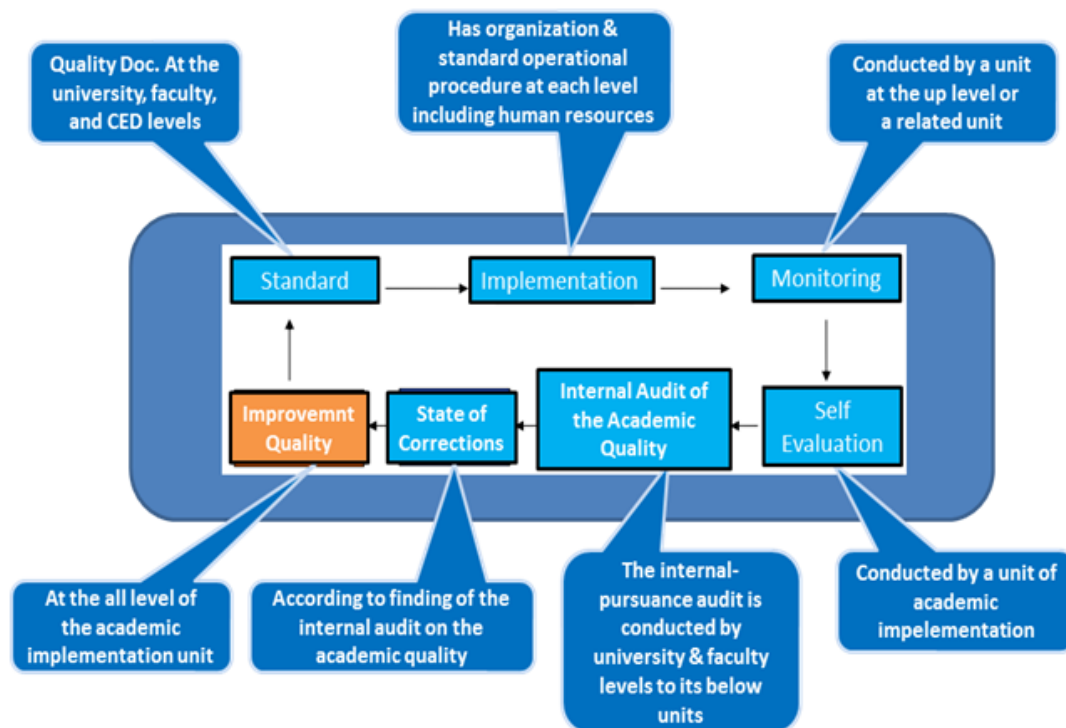 Quality Doc. At the
university, faculty,
and CED levels
Has organization &
standard operational
procedure at each level
including human resources
Conducted by a unit
at the up level or
a related unit
Standard
Implementation
Monitoring
Improvemnt
Quality
State of
Corrections
Internal Audit of
the Academic
Quality
Self
Evaluation
At the all level of
the academic
implementation unit
According to finding of the
internal audit on the
academic quality
The internal-
pursuance audit is
conducted by
university & faculty
levels to its below
units
Conducted by a unit of
academic
impelementation